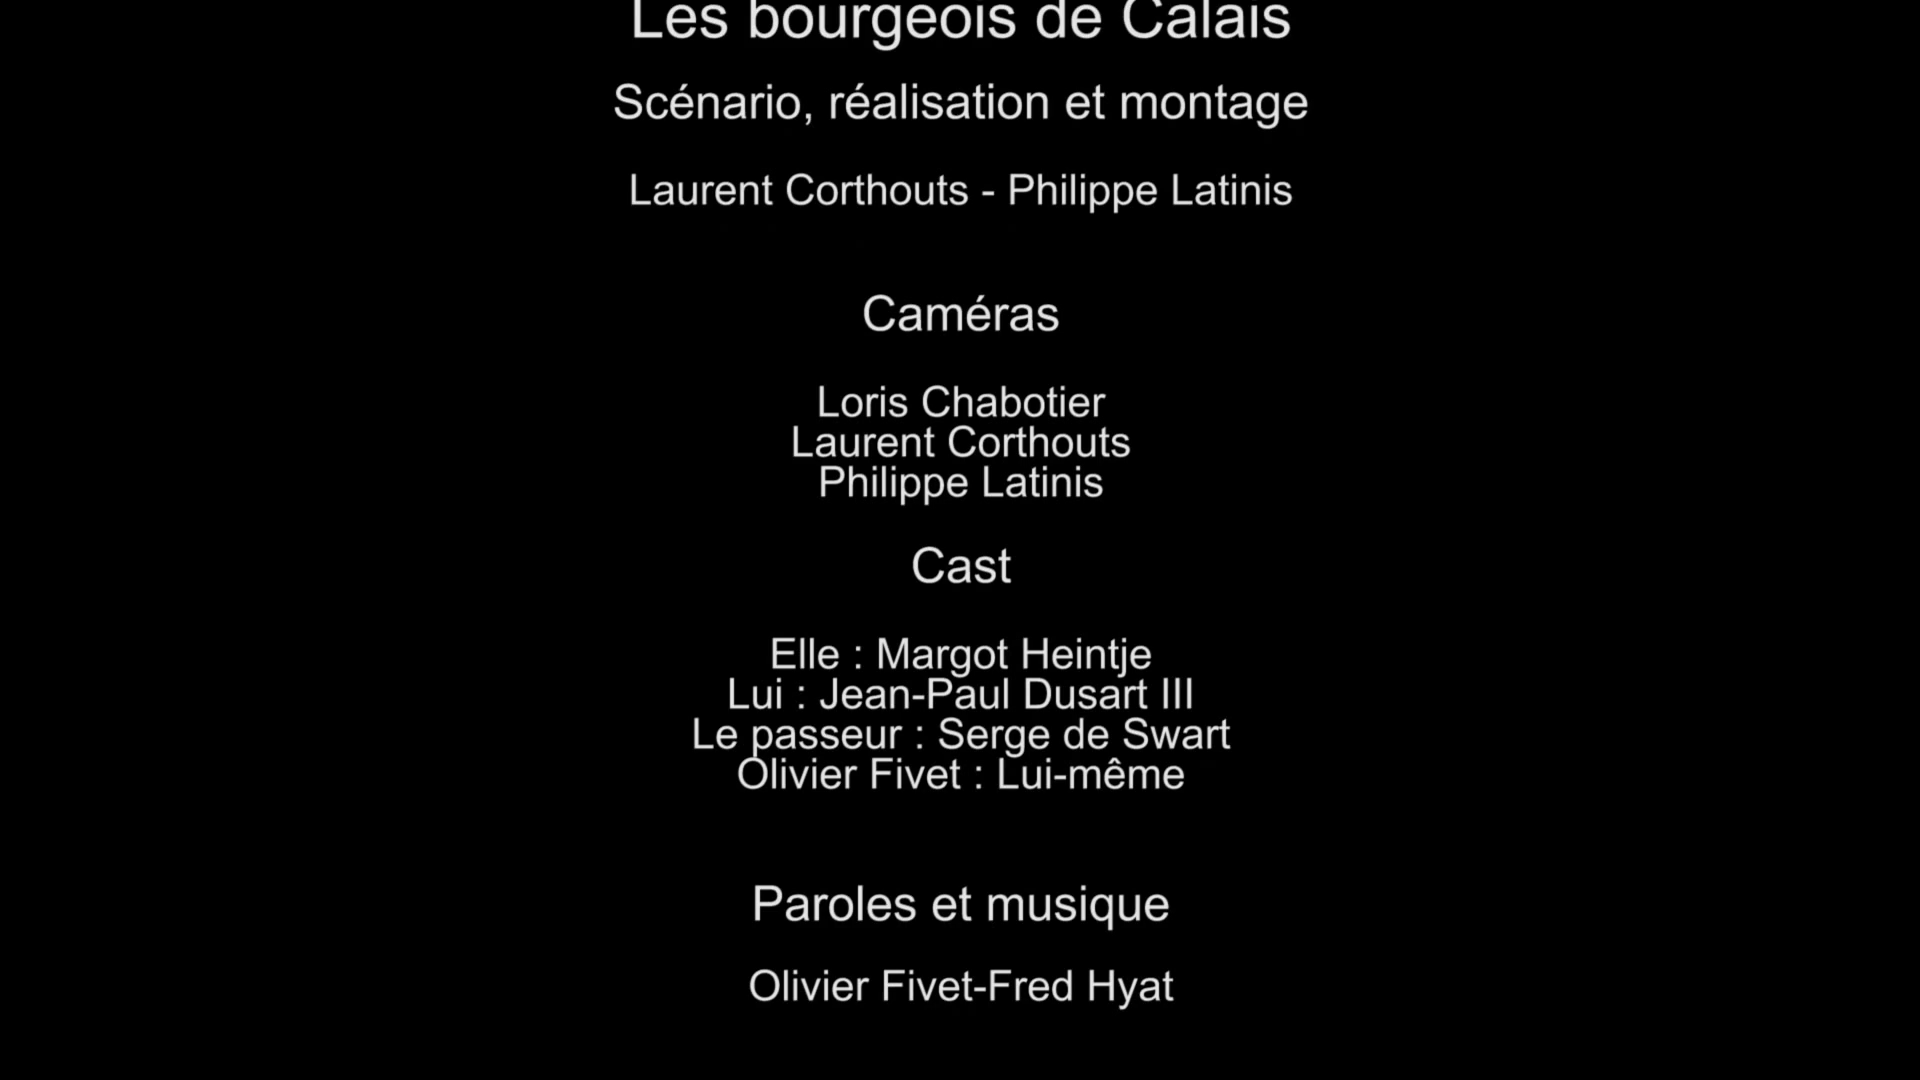 Les bourgeois de Calais
Scénario, réalisation et montage
Laurent Corthouts - Philippe Latinis
Caméras
Loris Chabotier
Laurent Corthouts
Philippe Latinis
Cast
Elle : Margot Heintje
Lui : Jean-Paul Dusart III
Le passeur : Serge de Swart
Olivier Fivet : Lui-même
Paroles et musique
Olivier Fivet-Fred Hyat